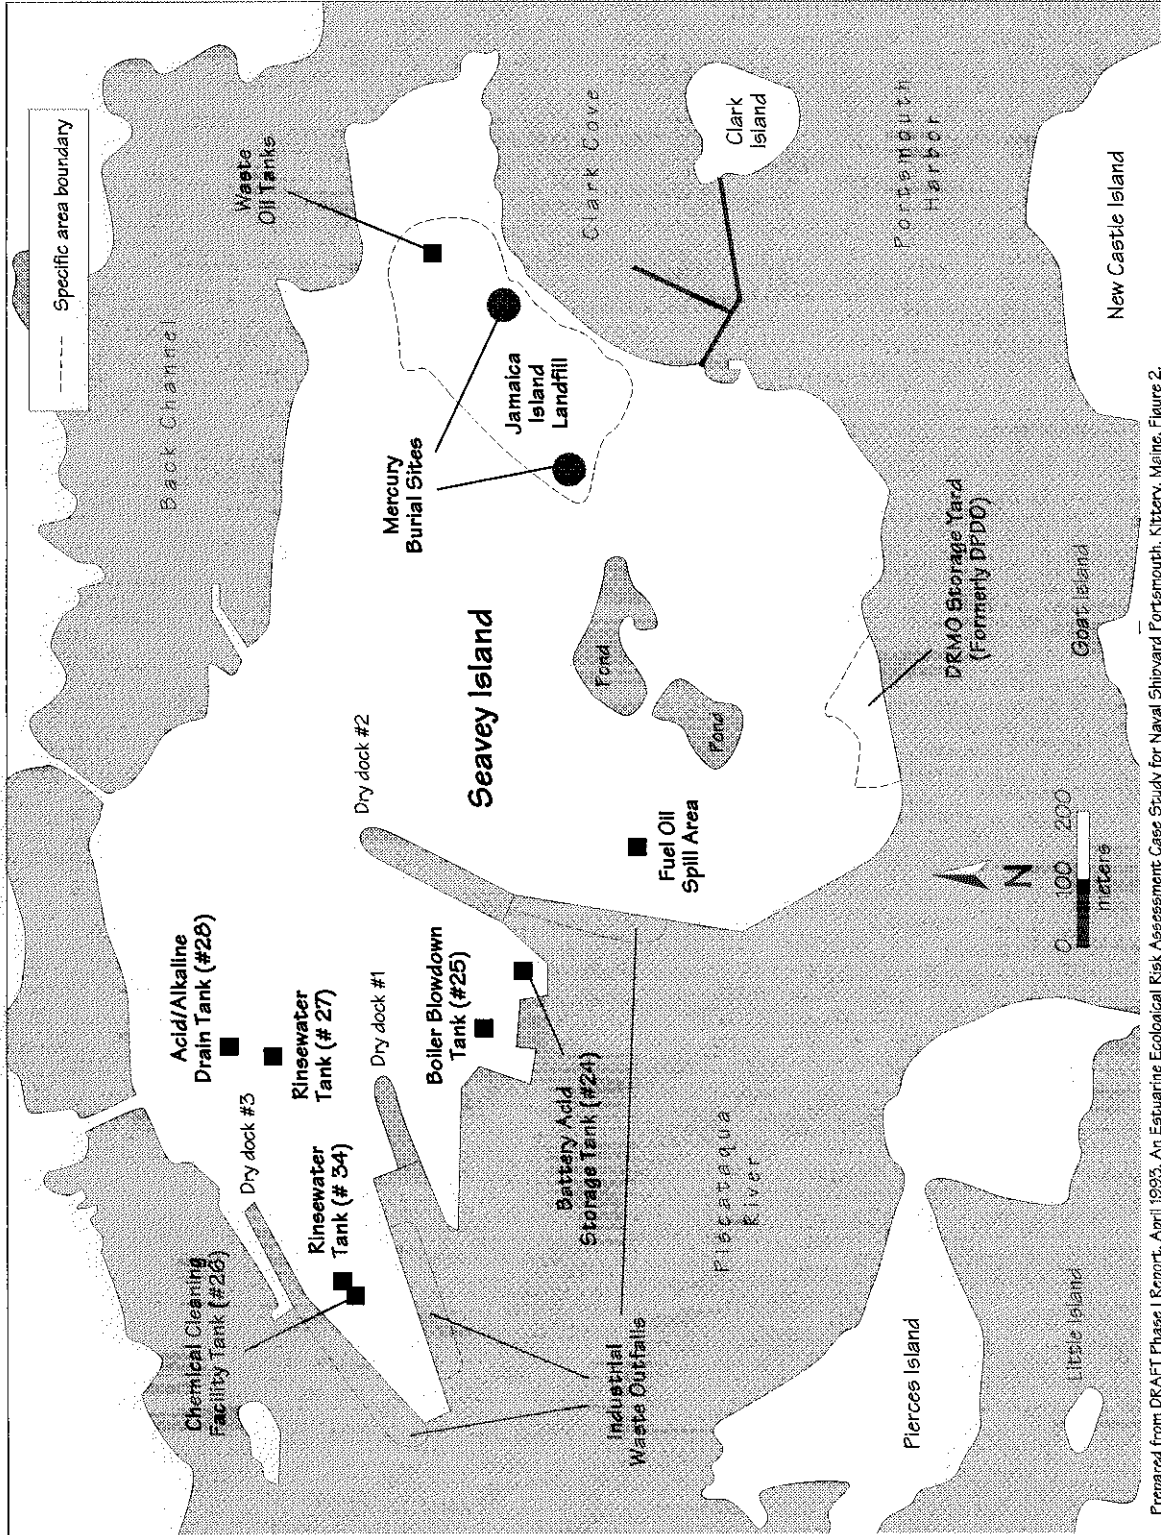 Specific area boundary
Back Channel
Waste
Oil Tanks
Clark Cove
Clark
Island
Portsmouth
Harbor
New Castle Island
Mercury
Burial Sites
Jamaica
Island
Landfill
Seavey Island
Pond
Pond
DRMO Storage Yard
(Formerly DPDO)
Goat Island
Dry dock #2
Fuel Oil
Spill Area
N
0 100 200
meters
Acid/Alkaline
Drain Tank (#28)
Rinsewater
Tank (# 27)
Dry dock #1
Boiler Blowdown
Tank (#25)
Battery Acid
Storage Tank (#24)
Dry dock #3
Rinsewater
Tank (# 34)
Chemical Cleaning
Facility Tank (#26)
Industrial
Waste Outfalls
Piscataqua
River
Pierces Island
Little Island
Prepared from DRAFT Phase I Report, April 1993, An Estuarine Ecological Risk Assessment Case Study for Naval Shipyard Portsmouth, Kittery, Maine, Figure 2.